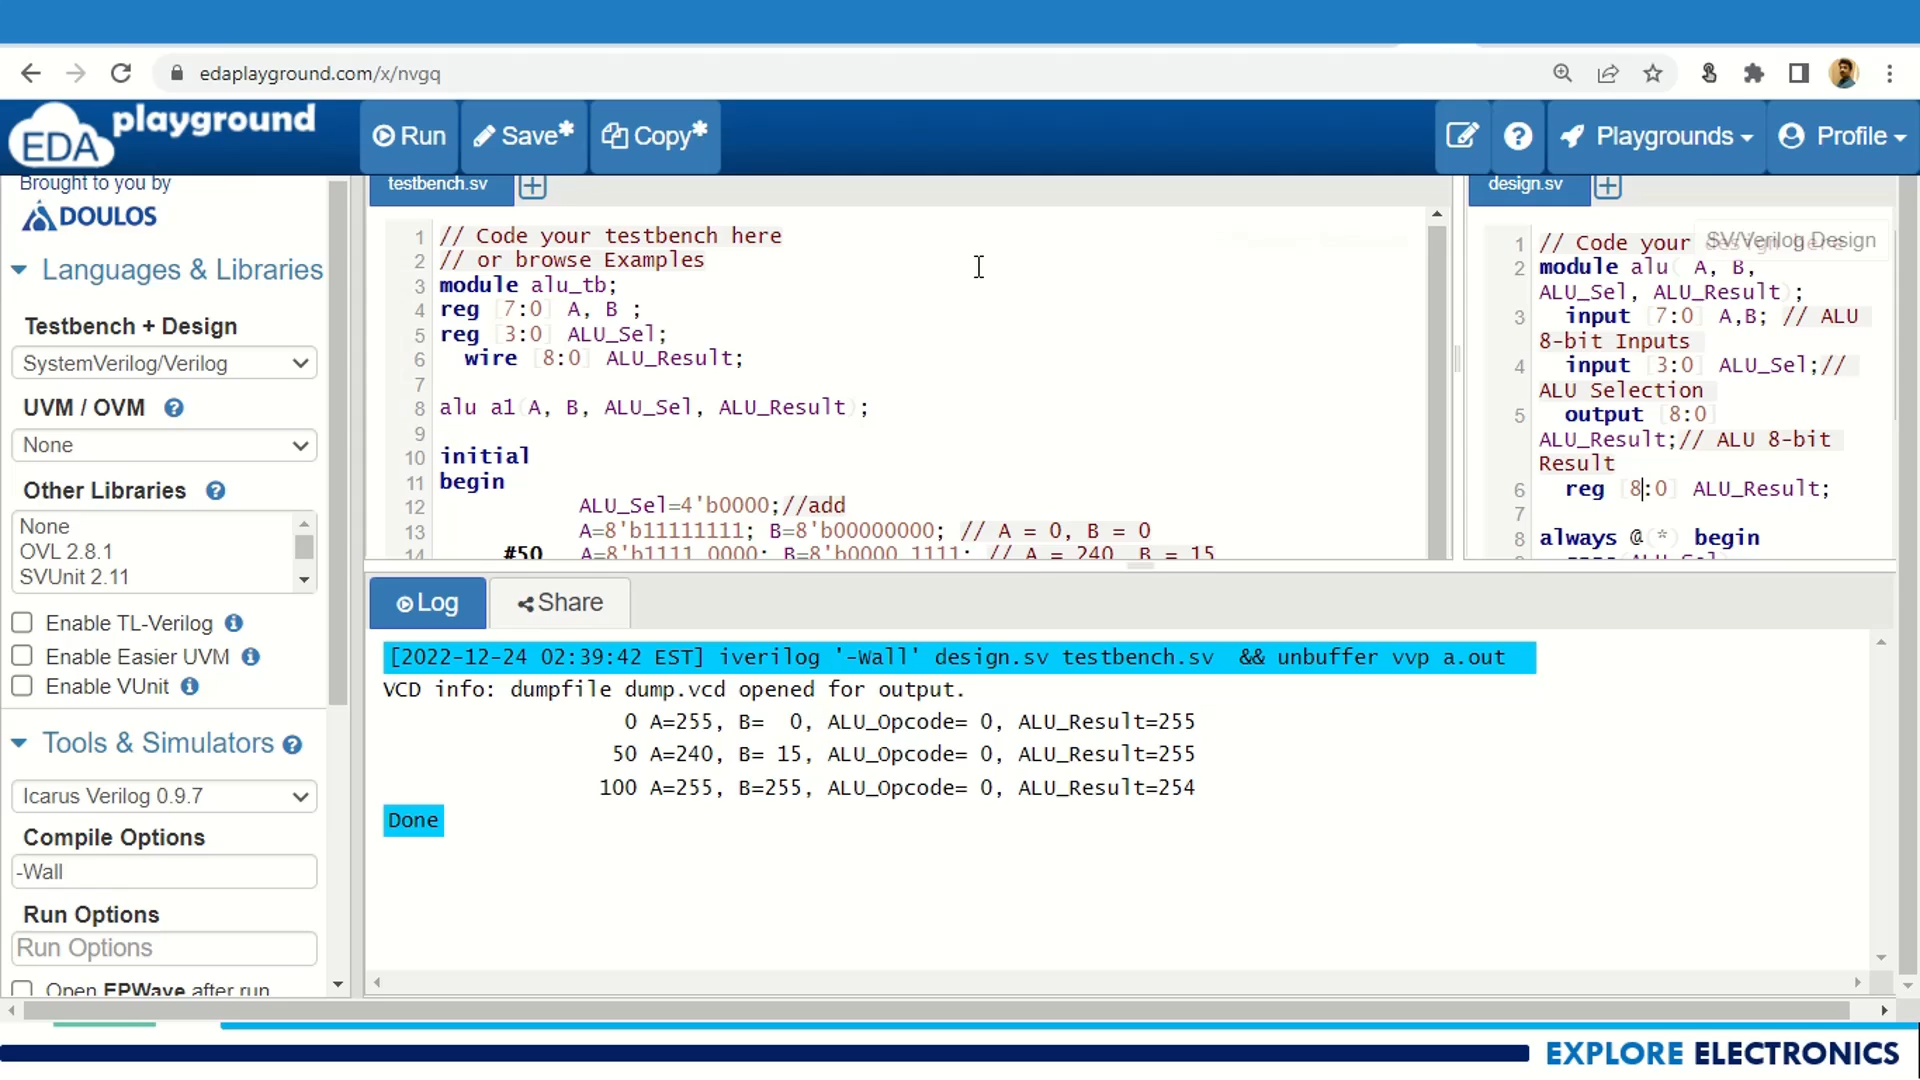 edaplayground.com/x/nvgq
EDA playground
Run
Save*
Copy*
Playgrounds
Profile
Brought to you by
DOULOS
Languages & Libraries
Testbench + Design
SystemVerilog/Verilog
UVM / OVM
None
Other Libraries
None
OVL 2.8.1
SVUnit 2.11
Enable TL-Verilog
Enable Easier UVM
Enable VUnit
Tools & Simulators
Icarus Verilog 0.9.7
Compile Options
-Wall
Run Options
Run Options
Open EPWave after run
testbench.sv
1 // Code your testbench here
2 // or browse Examples
3 module alu_tb;
4 reg [7:0] A, B ;
5 reg [3:0] ALU_Sel;
6 wire [8:0] ALU_Result;
7
8 alu a1(A, B, ALU_Sel, ALU_Result);
9
10 initial
11 begin
12 ALU_Sel=4'b0000;//add
13 A=8'b11111111; B=8'b00000000; // A = 0, B = 0
14 #50 A=8'b1111_0000; B=8'b0000_1111; // A = 240, B = 15
design.sv
SV/Verilog Design
1 // Code your design here
2 module alu( A, B,
ALU_Sel, ALU_Result);
3 input [7:0] A,B; // ALU
8-bit Inputs
4 input [3:0] ALU_Sel;//
ALU Selection
5 output [8:0]
ALU_Result;// ALU 8-bit
Result
6 reg [8:0] ALU_Result;
7
8 always @(*) begin
Log
Share
[2022-12-24 02:39:42 EST] iverilog '-Wall' design.sv testbench.sv && unbuffer vvp a.out
VCD info: dumpfile dump.vcd opened for output.
0 A=255, B= 0, ALU_Opcode= 0, ALU_Result=255
50 A=240, B= 15, ALU_Opcode= 0, ALU_Result=255
100 A=255, B=255, ALU_Opcode= 0, ALU_Result=254
Done
EXPLORE ELECTRONICS